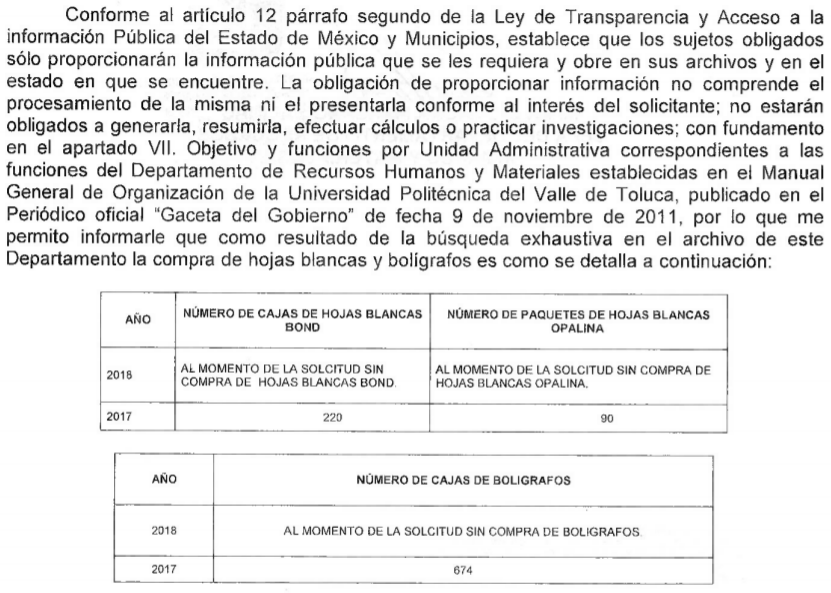 Conforme al artículo 12 párrafo segundo de la Ley de Transparencia y Acceso a la
información Pública del Estado de México y Municipios, establece que los sujetos obligados
sólo proporcionarán la información pública que se les requiera y obre en sus archivos y en el
estado en que se encuentre. La obligación de proporcionar información no comprende el
procesamiento de la misma ni el presentarla conforme al interés del solicitante; no estarán
obligados a generarla, resumirla, efectuar cálculos o practicar investigaciones; con fundamento
en el apartado VII. Objetivo y funciones por Unidad Administrativa correspondientes a las
funciones del Departamento de Recursos Humanos y Materiales establecidas en el Manual
General de Organización de la Universidad Politécnica del Valle de Toluca, publicado en el
Periódico oficial "Gaceta del Gobierno" de fecha 9 de noviembre de 2011, por lo que me
permito informarle que como resultado de la búsqueda exhaustiva en el archivo de este
Departamento la compra de hojas blancas y bolígrafos es como se detalla a continuación:
AÑO
NÚMERO DE CAJAS DE HOJAS BLANCAS
BOND
NÚMERO DE PAQUETES DE HOJAS BLANCAS
OPALINA
2018
AL MOMENTO DE LA SOLCITUD SIN
COMPRA DE HOJAS BLANCAS BOND.
AL MOMENTO DE LA SOLCITUD SIN COMPRA DE
HOJAS BLANCAS OPALINA.
2017
220
90
AÑO
NÚMERO DE CAJAS DE BOLIGRAFOS
2018
AL MOMENTO DE LA SOLCITUD SIN COMPRA DE BOLIGRAFOS.
2017
674